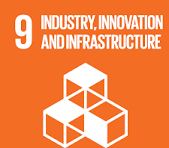 9 INDUSTRY, INNOVATION
AND INFRASTRUCTURE